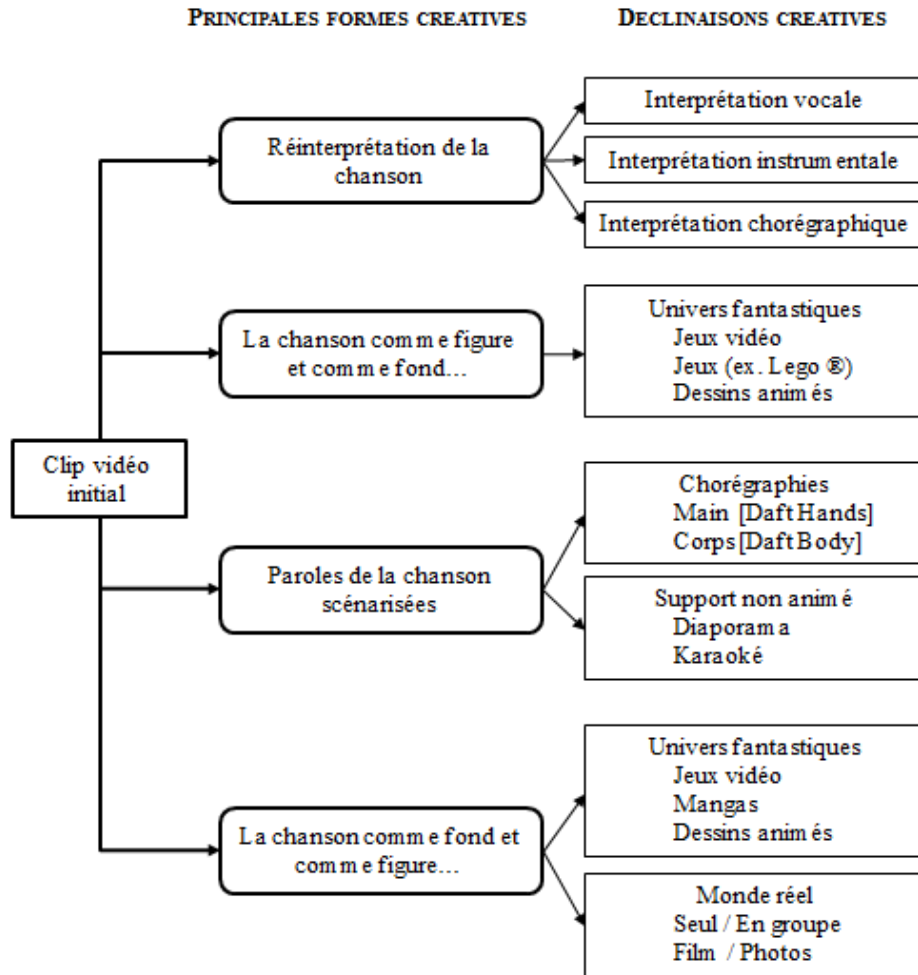 PRINCIPALES FORMES CREATIVES
DECLINAISONS CREATIVES
Clip vidéo
initial
Réinterprétation de la
chanson
Interprétation vocale
Interprétation instrumentale
Interprétation chorégraphique
La chanson comme figure
et comme fond...
Univers fantastiques
Jeux vidéo
Jeux (ex. Lego ®)
Dessins animés
Paroles de la chanson
scénarisées
Chorégraphies
Main [Daft Hands]
Corps [Daft Body]
Support non animé
Diaporama
Karaoké
La chanson comme fond et
comme figure...
Univers fantastiques
Jeux vidéo
Mangas
Dessins animés
Monde réel
Seul / En groupe
Film / Photos